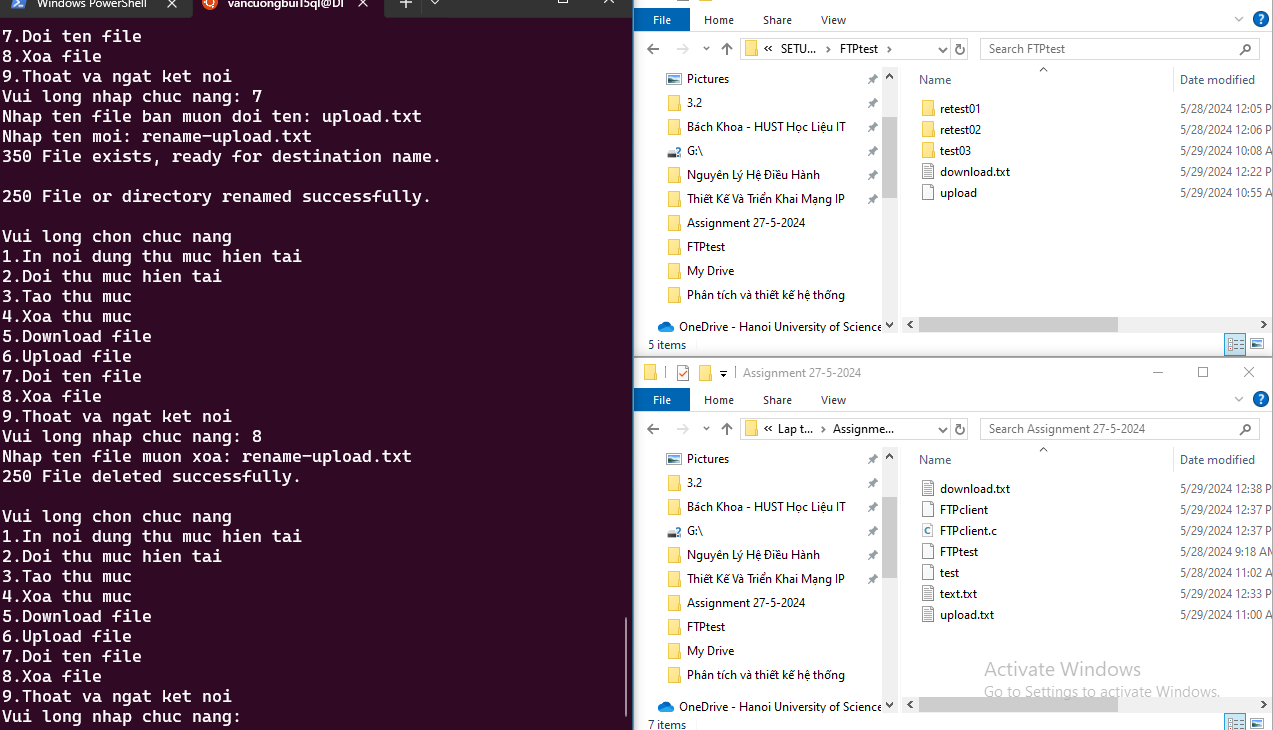 Windows PowerShell
vancuongbui15ql@DI
7.Doi ten file
8.Xoa file
9.Thoat va ngat ket noi
Vui long nhap chuc nang: 7
Nhap ten file ban muon doi ten: upload.txt
Nhap ten moi: rename-upload.txt
350 File exists, ready for destination name.
250 File or directory renamed successfully.
Vui long chon chuc nang
1.In noi dung thu muc hien tai
2.Doi thu muc hien tai
3.Tao thu muc
4.Xoa thu muc
5.Download file
6.Upload file
7.Doi ten file
8.Xoa file
9.Thoat va ngat ket noi
Vui long nhap chuc nang: 8
Nhap ten file muon xoa: rename-upload.txt
250 File deleted successfully.
Vui long chon chuc nang
1.In noi dung thu muc hien tai
2.Doi thu muc hien tai
3.Tao thu muc
4.Xoa thu muc
5.Download file
6.Upload file
7.Doi ten file
8.Xoa file
9.Thoat va ngat ket noi
Vui long nhap chuc nang:
File Home Share View
« SETU... › FTPtest ›
Search FTPtest
Pictures
3.2
Bách Khoa - HUST Học Liệu IT
G:\
Nguyên Lý Hệ Điều Hành
Thiết Kế Và Triển Khai Mạng IP
Assignment 27-5-2024
FTPtest
My Drive
Phân tích và thiết kế hệ thống
OneDrive - Hanoi University of Science
Name Date modified
retest01 5/28/2024 12:05 P
retest02 5/28/2024 12:06 P
test03 5/29/2024 10:08 A
download.txt 5/29/2024 12:22 P
upload 5/29/2024 10:55 A
5 items
Assignment 27-5-2024
File Home Share View
« Lap t... › Assignme...
Search Assignment 27-5-2024
Pictures
3.2
Bách Khoa - HUST Học Liệu IT
G:\
Nguyên Lý Hệ Điều Hành
Thiết Kế Và Triển Khai Mạng IP
Assignment 27-5-2024
FTPtest
My Drive
Phân tích và thiết kế hệ thống
OneDrive - Hanoi University of Science
Name Date modified
download.txt 5/29/2024 12:38 P
FTPclient 5/29/2024 12:37 P
FTPclient.c 5/29/2024 12:37 P
FTPtest 5/28/2024 9:18 AM
test 5/28/2024 11:02 A
text.txt 5/29/2024 12:33 P
upload.txt 5/29/2024 11:00 A
Activate Windows
Go to Settings to activate Windows.
7 items